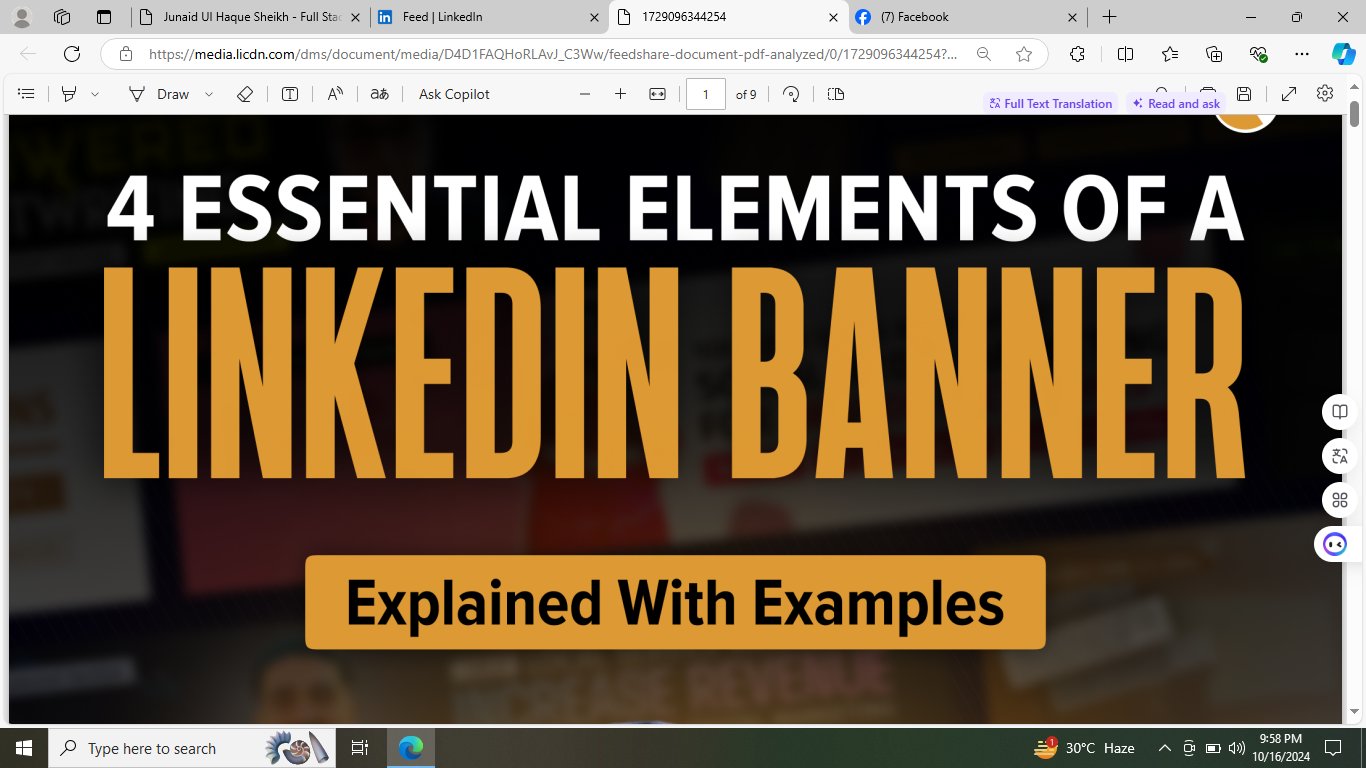 Junaid Ul Haque Sheikh - Full Stac
Feed | LinkedIn
1729096344254
(7) Facebook
https://media.licdn.com/dms/document/media/D4D1FAQHoRLAvJ_C3Ww/feedshare-document-pdf-analyzed/0/1729096344254?...
Draw
Ask Copilot
1 of 9
Full Text Translation
Read and ask
4 ESSENTIAL ELEMENTS OF A
LINKEDIN BANNER
Explained With Examples
INCREASE REVENUE
Type here to search
1
30°C Haze
9:58 PM
10/16/2024